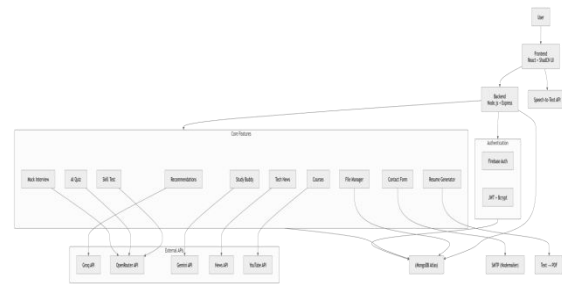 User
Frontend
React + ShadCN UI
Backend
Node.js + Express
Speech-to-Text API
Core Features
Authentication
Firebase Auth
Mock Interview
AI Quiz
Skill Test
Recommendations
Study Buddy
Tech News
Courses
File Manager
Contact Form
Resume Generator
JWT + Bcrypt
External APIs
Groq API
OpenRouter API
Gemini API
News API
YouTube API
(MongoDB Atlas)
SMTP (Nodemailer)
Text → PDF